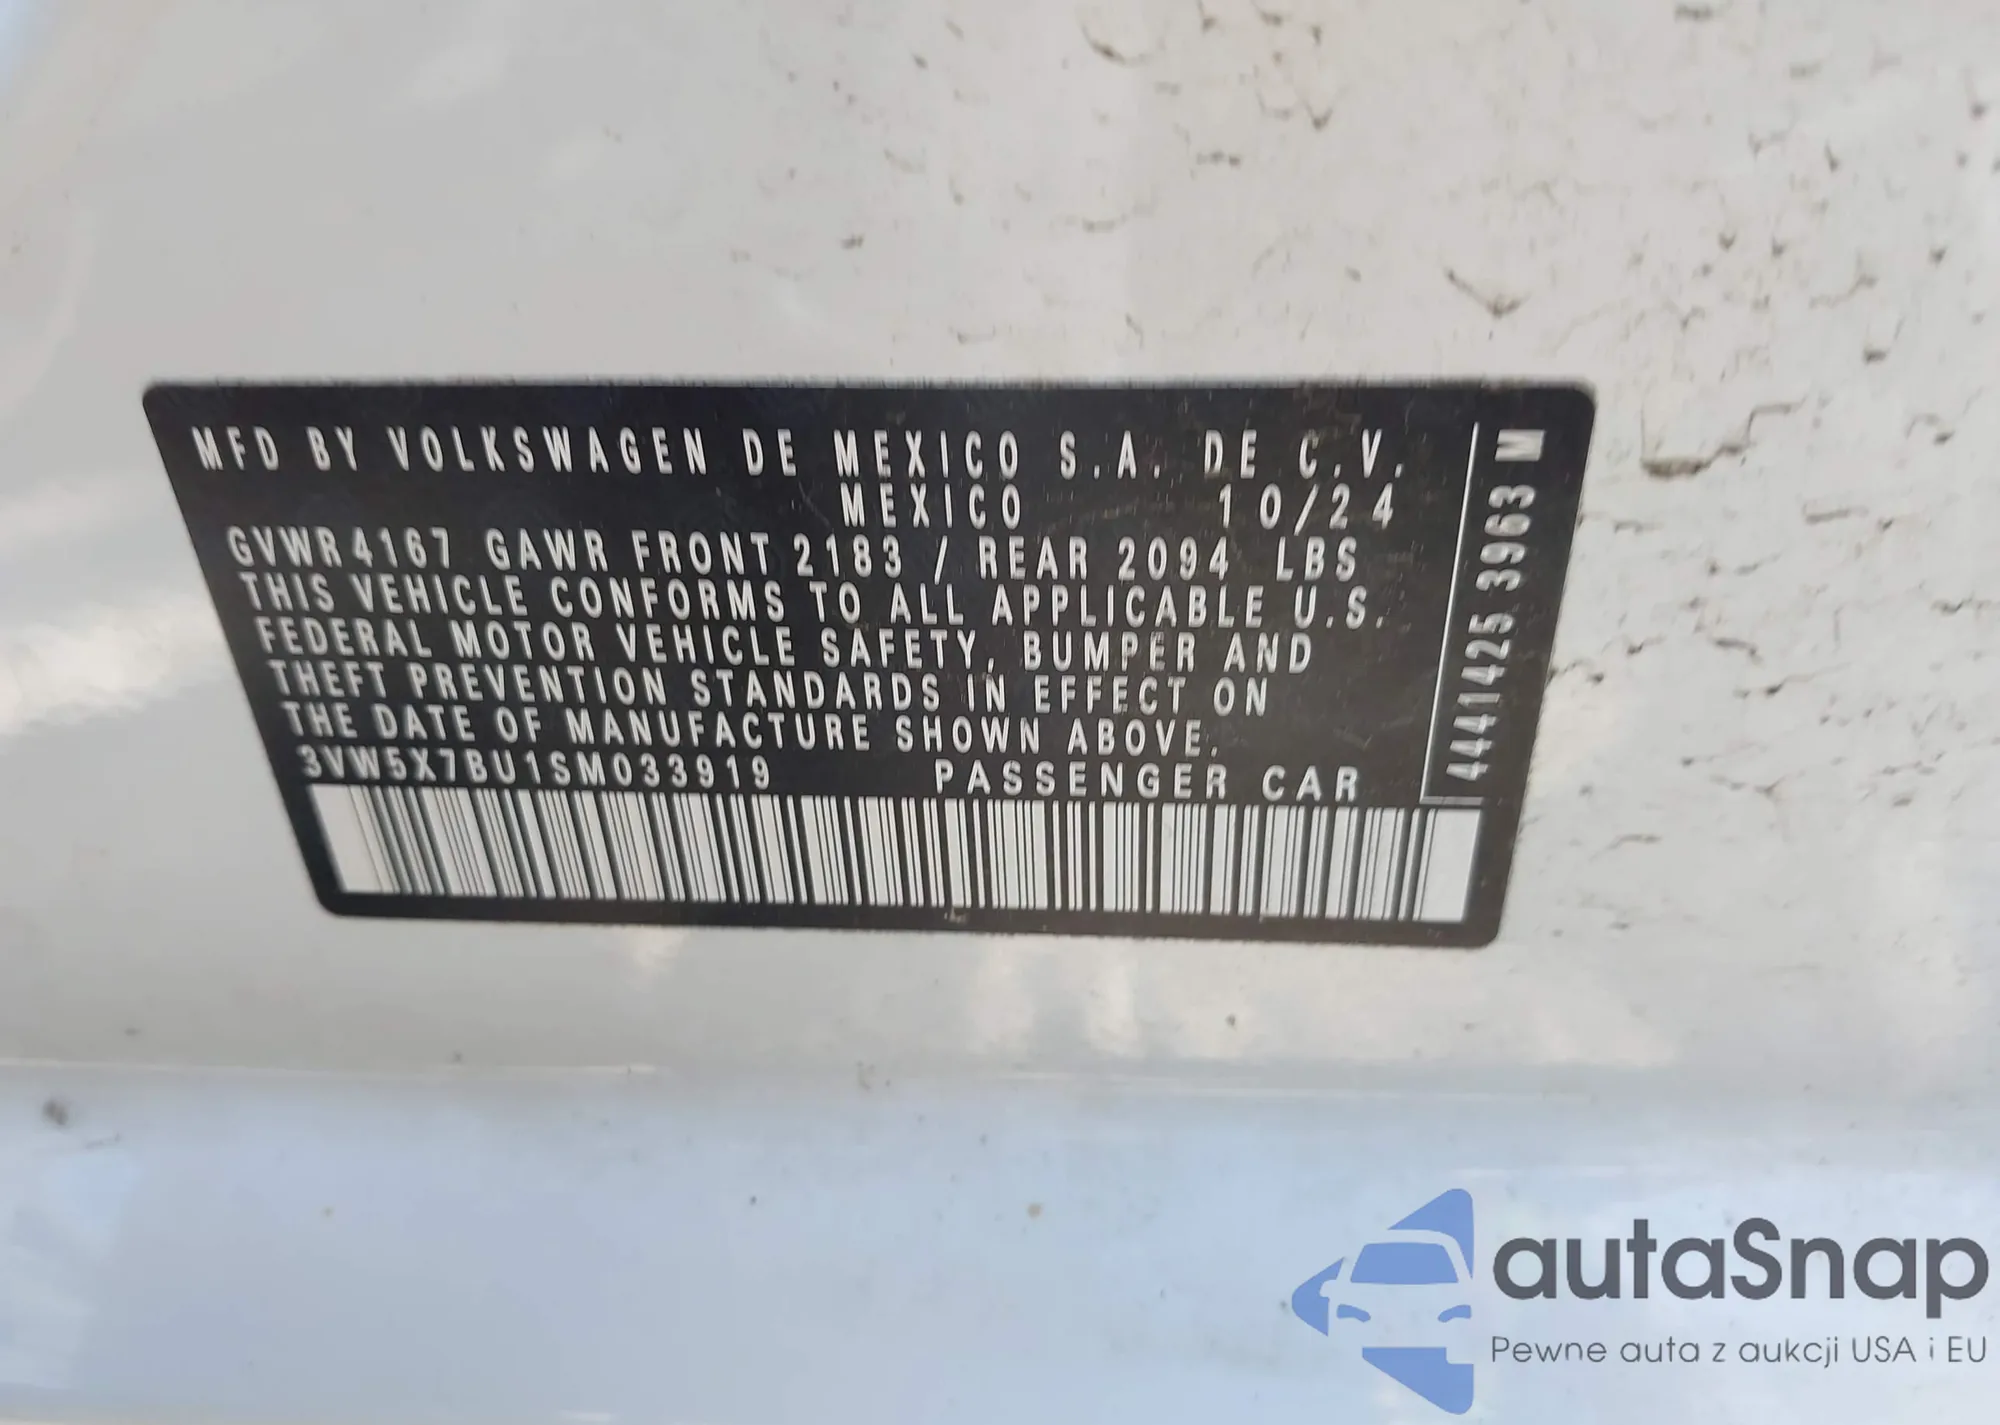 MFD BY VOLKSWAGEN DE MEXICO S.A. DE C.V.
MEXICO 10/24
GVWR 4167 GAWR FRONT 2183 / REAR 2094 LBS
THIS VEHICLE CONFORMS TO ALL APPLICABLE U.S.
FEDERAL MOTOR VEHICLE SAFETY, BUMPER AND
THEFT PREVENTION STANDARDS IN EFFECT ON
THE DATE OF MANUFACTURE SHOWN ABOVE.
3VW5X7BU1SM033919 PASSENGER CAR
4441425 3963 M
autaSnap
Pewne auta z aukcji USA i EU